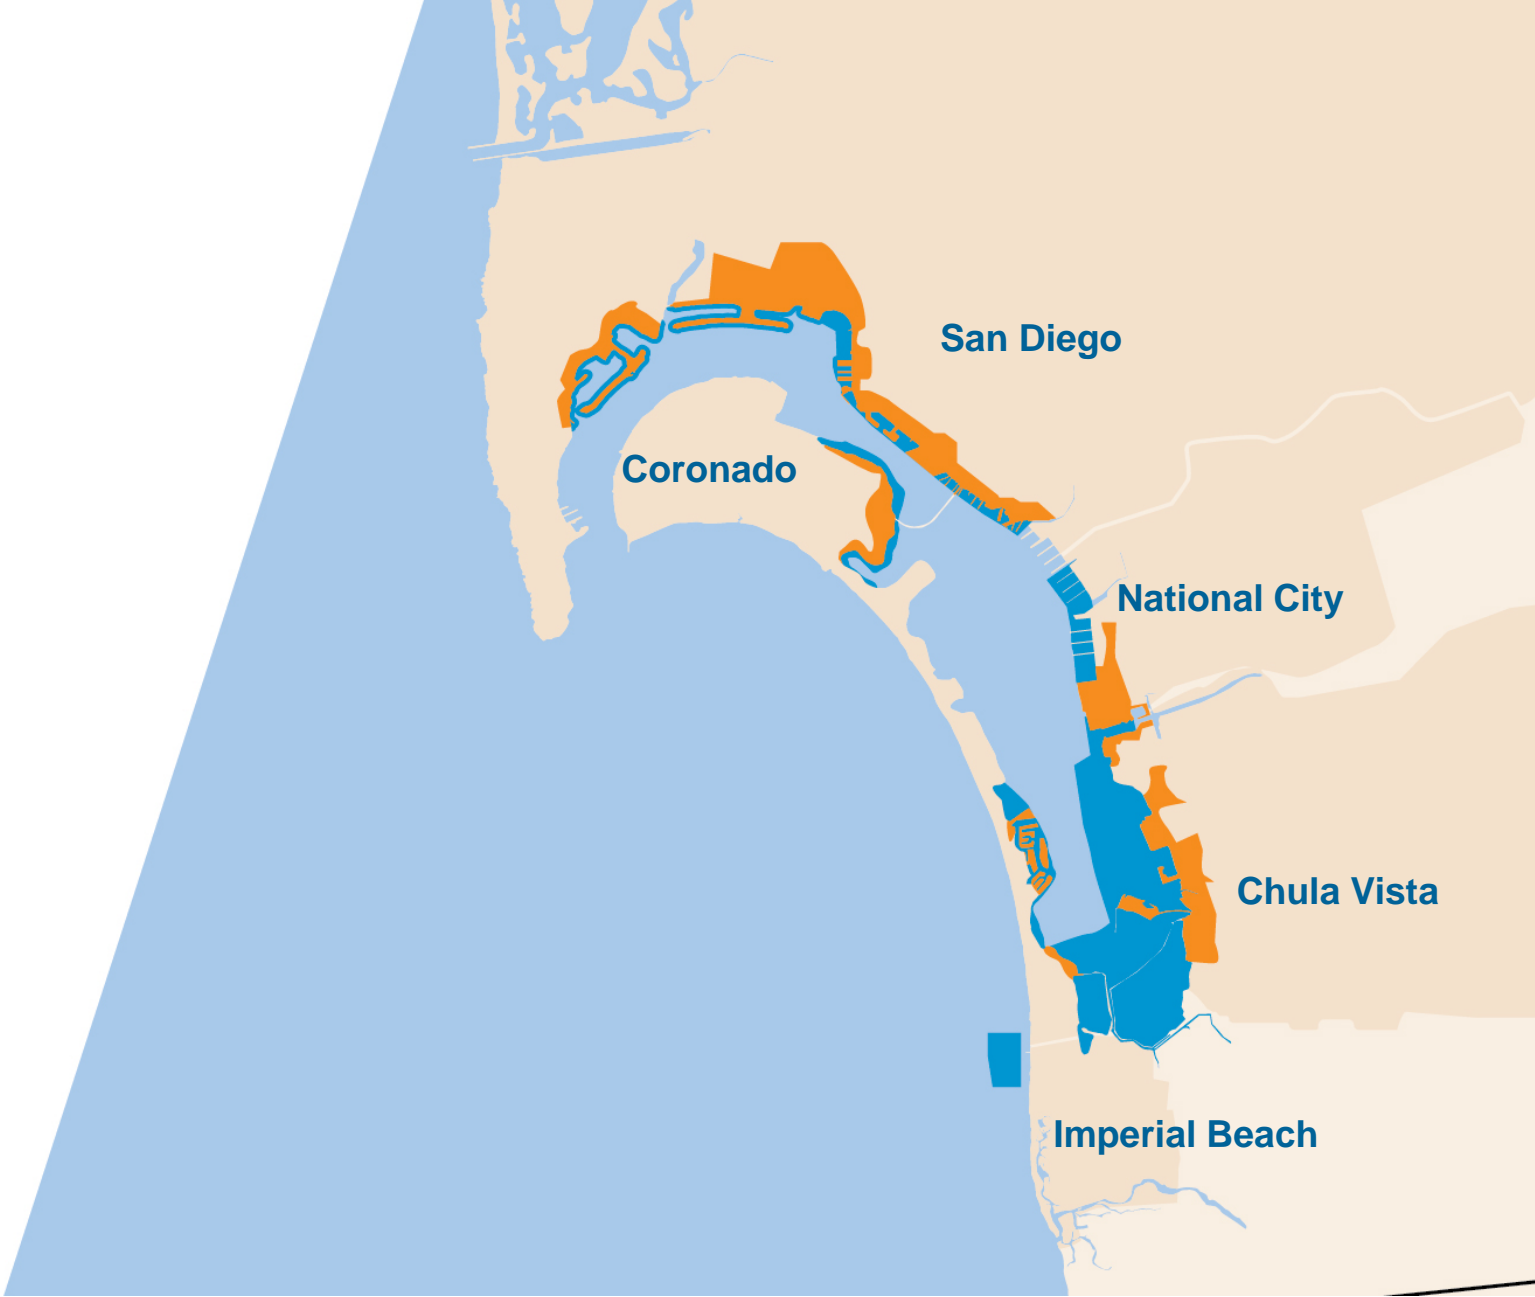 San Diego
Coronado
National City
Chula Vista
Imperial Beach